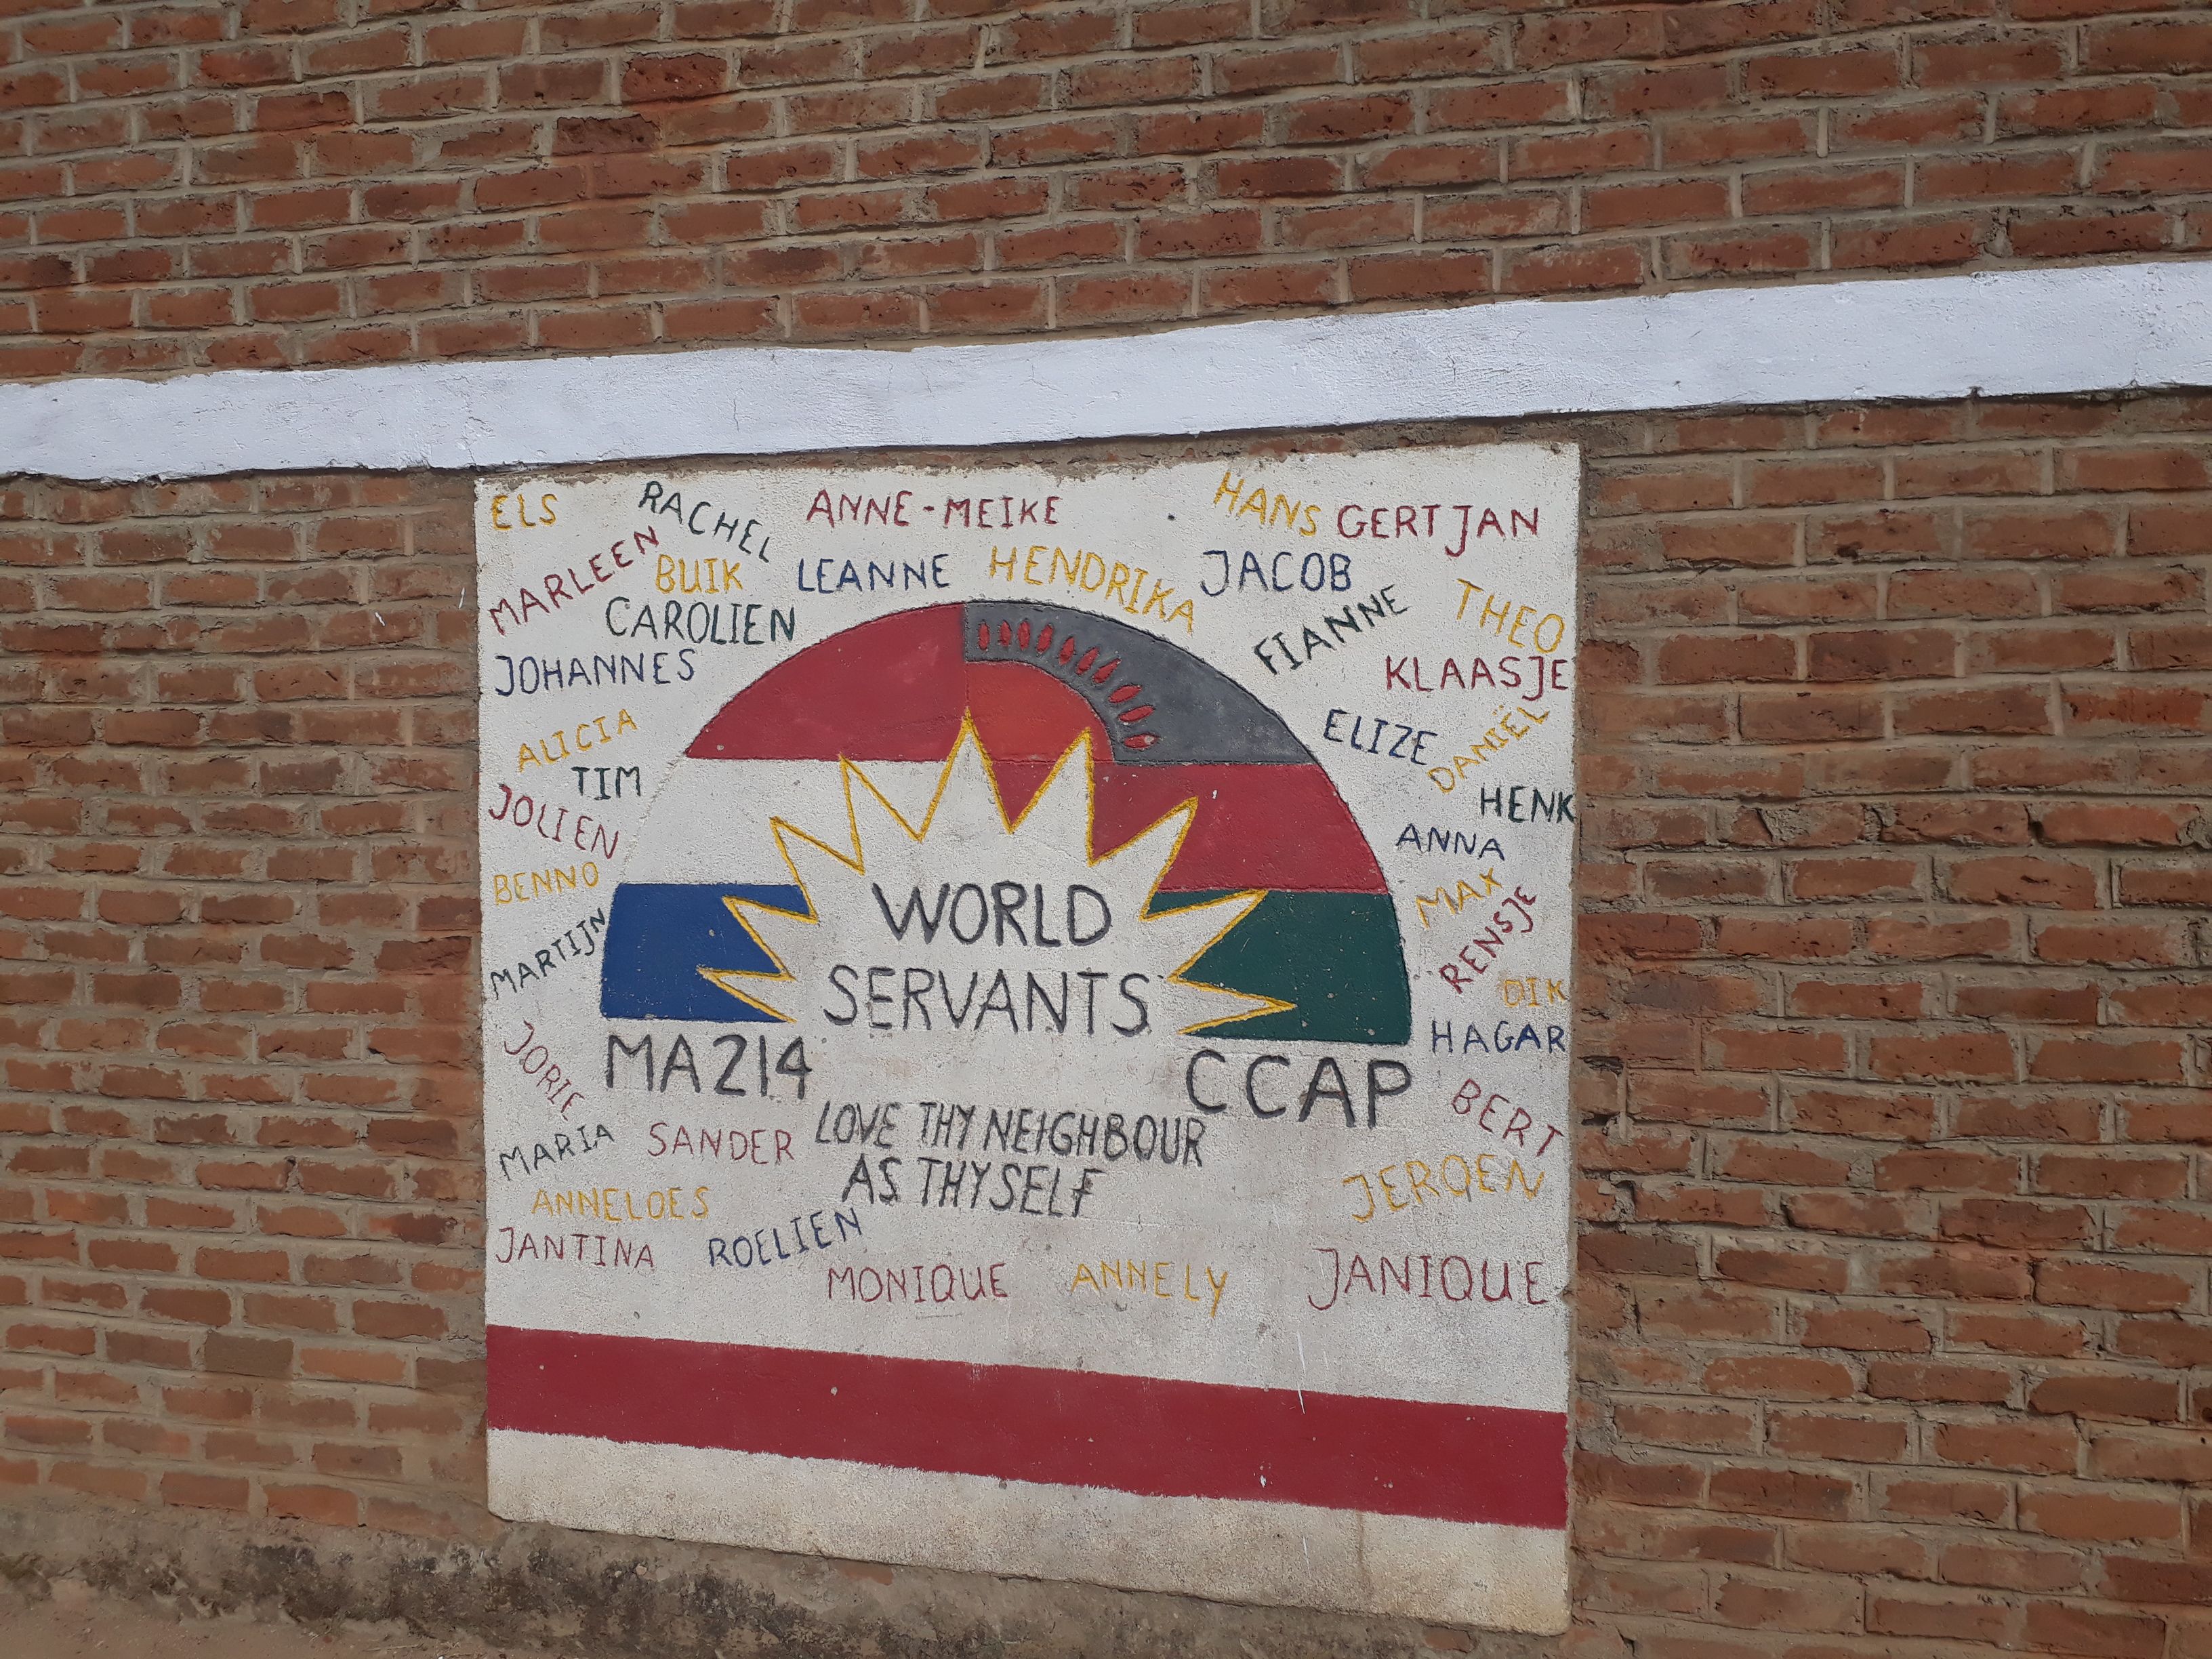 ELS
RACHEL
ANNE-MEIKE
HANS
GERTJAN
MARLEEN
BUIK
LEANNE
HENDRIKA
JACOB
THEO
CAROLIEN
FIANNE
JOHANNES
KLAASJE
ALICIA
ELIZE
DANIËL
TIM
HENK
JOLIEN
ANNA
BENNO
MAX
WORLD
SERVANTS
MARTIJN
RENSJE
DIK
HAGAR
MA214
CCAP
JORIE
BERT
LOVE THY NEIGHBOUR
AS THYSELF
MARIA
SANDER
JEROEN
ANNELOES
JANTINA
ROELIEN
MONIQUE
ANNELY
JANIQUE